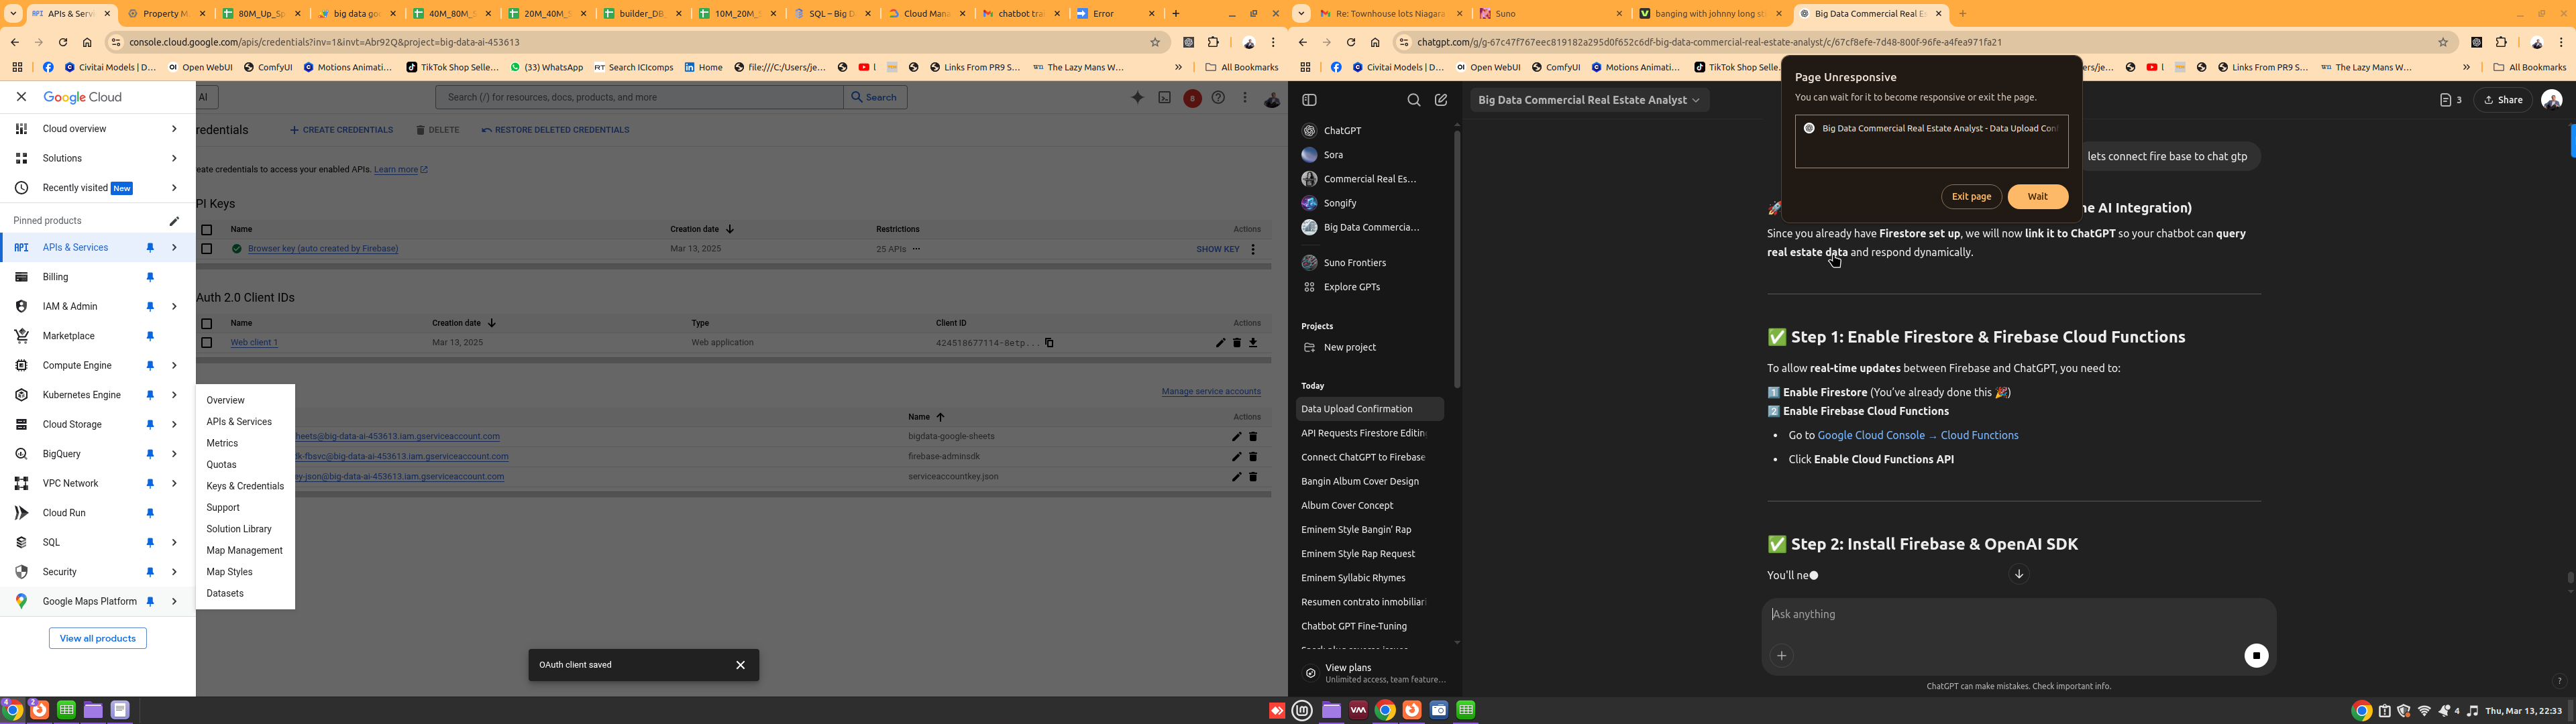 APIs & Serv
Property M
80M_Up_Sp
big data go
40M_80M_S
20M_40M_S
builder_DB
10M_20M_S
SQL – Big D
Cloud Mana
chatbot tra
Error
console.cloud.google.com/apis/credentials?inv=1&invt=Abr92Q&project=big-data-ai-453613
Civitai Models | D...
Open WebUI
ComfyUI
Motions Animati...
TikTok Shop Selle...
(33) WhatsApp
Search ICIcomps
Home
file:///C:/Users/je...
Links From PR9 S...
The Lazy Mans W...
All Bookmarks
Google Cloud
AI
Search (/) for resources, docs, products, and more
Search
8
Cloud overview
Solutions
Recently visited New
Pinned products
API APIs & Services
Billing
IAM & Admin
Marketplace
Compute Engine
Kubernetes Engine
Cloud Storage
BigQuery
VPC Network
Cloud Run
SQL
Security
Google Maps Platform
View all products
Overview
APIs & Services
Metrics
Quotas
Keys & Credentials
Support
Solution Library
Map Management
Map Styles
Datasets
redentials
CREATE CREDENTIALS
DELETE
RESTORE DELETED CREDENTIALS
reate credentials to access your enabled APIs. Learn more
PI Keys
Name Creation date Restrictions Actions
Browser key (auto created by Firebase) Mar 13, 2025 25 APIs SHOW KEY
Auth 2.0 Client IDs
Name Creation date Type Client ID Actions
Web client 1 Mar 13, 2025 Web application 424518677114-8etp...
Manage service accounts
Name Actions
heets@big-data-ai-453613.iam.gserviceaccount.com bigdata-google-sheets
dk-fbsvc@big-data-ai-453613.iam.gserviceaccount.com firebase-adminsdk
ey-json@big-data-ai-453613.iam.gserviceaccount.com serviceaccountkey.json
OAuth client saved
Re: Townhouse lots Niagara
Suno
banging with johnny long st
Big Data Commercial Real Es
chatgpt.com/g/g-67c47f767eec819182a295d0f652c6df-big-data-commercial-real-estate-analyst/c/67cf8efe-7d48-800f-96fe-a4fea971fa21
Civitai Models | D...
Open WebUI
ComfyUI
Motions Animati...
TikTok Shop Selle
ers/je...
Links From PR9 S...
The Lazy Mans W...
All Bookmarks
Big Data Commercial Real Estate Analyst
3
Share
ChatGPT
Sora
Commercial Real Es...
Songify
Big Data Commercia...
Suno Frontiers
Explore GPTs
Projects
New project
Today
Data Upload Confirmation
API Requests Firestore Editin
Connect ChatGPT to Firebase
Bangin Album Cover Design
Album Cover Concept
Eminem Style Bangin' Rap
Eminem Style Rap Request
Eminem Syllabic Rhymes
Resumen contrato inmobiliar
Chatbot GPT Fine-Tuning
View plans
Unlimited access, team feature...
Page Unresponsive
You can wait for it to become responsive or exit the page.
Big Data Commercial Real Estate Analyst - Data Upload Con
Exit page
Wait
lets connect fire base to chat gtp
ne AI Integration)
Since you already have Firestore set up, we will now link it to ChatGPT so your chatbot can query
real estate data and respond dynamically.
✅ Step 1: Enable Firestore & Firebase Cloud Functions
To allow real-time updates between Firebase and ChatGPT, you need to:
1️⃣ Enable Firestore (You've already done this 🎉)
2️⃣ Enable Firebase Cloud Functions
• Go to Google Cloud Console → Cloud Functions
• Click Enable Cloud Functions API
✅ Step 2: Install Firebase & OpenAI SDK
You'll ne
Ask anything
ChatGPT can make mistakes. Check important info.
4
Thu, Mar 13, 22:33